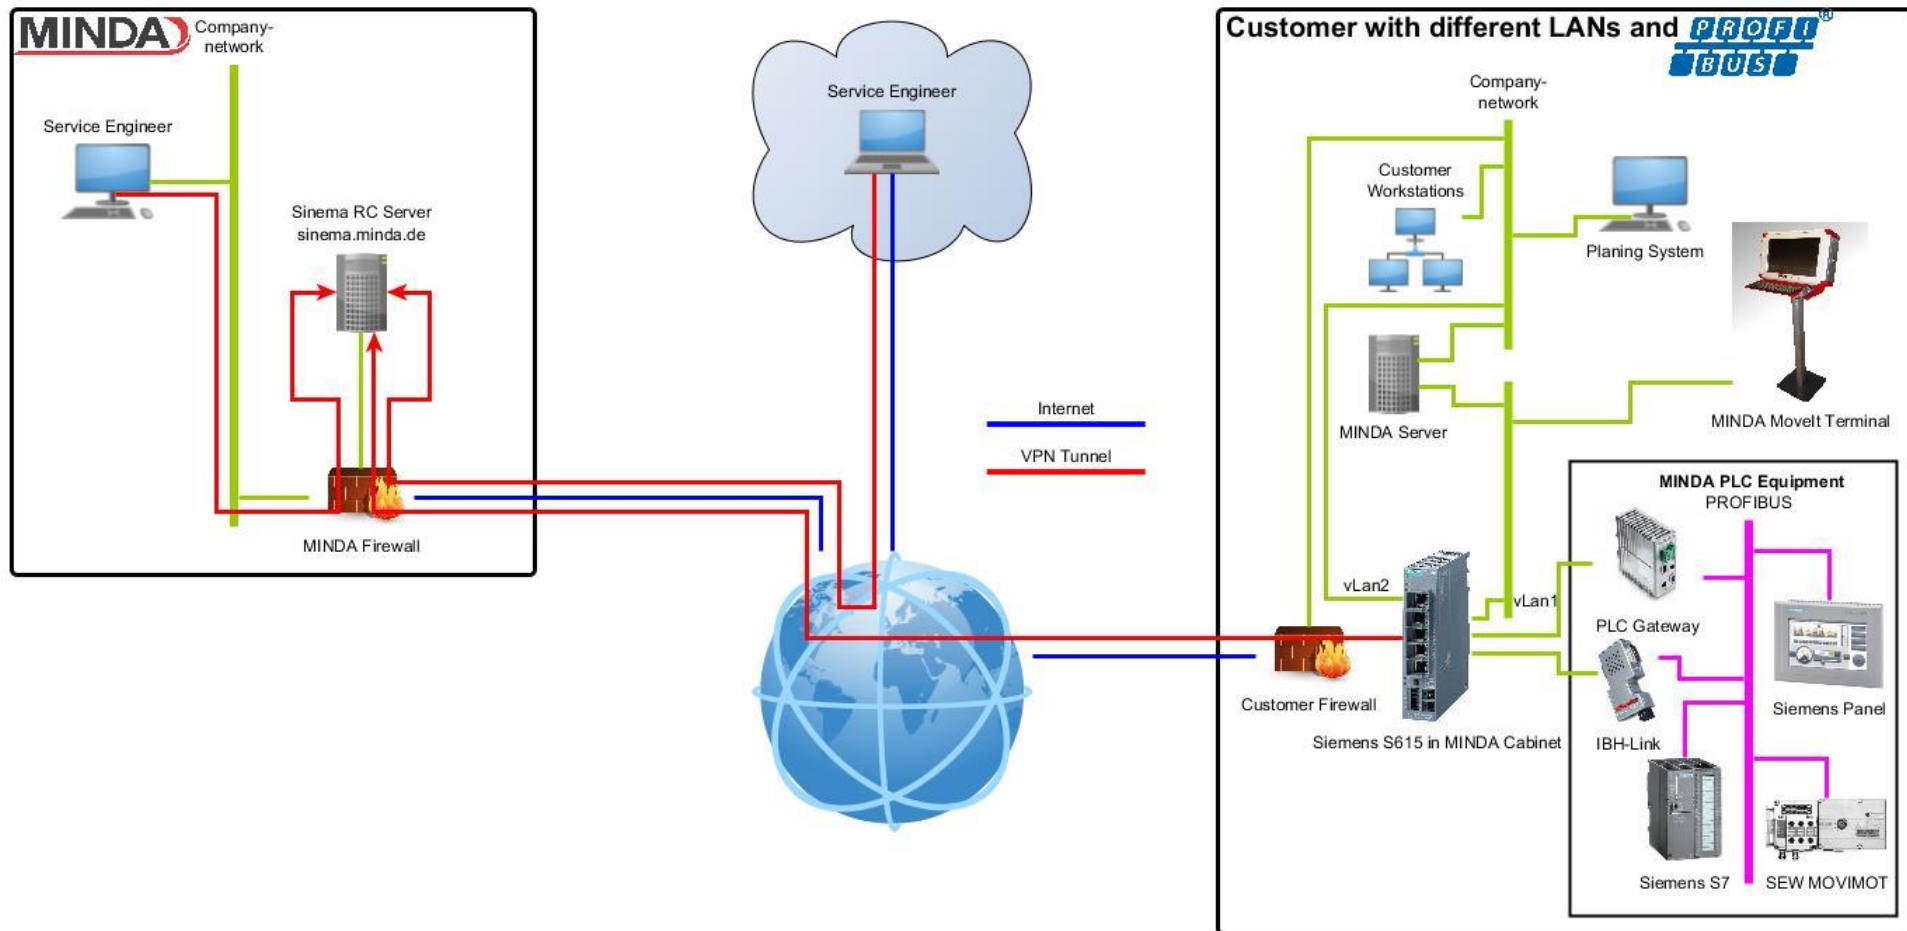 MINDA
Company-
network
Service Engineer
Sinema RC Server
sinema.minda.de
MINDA Firewall
Service Engineer
Internet
VPN Tunnel
Customer with different LANs and
PROFI
BUS
®
Company-
network
Customer
Workstations
Planing System
MINDA Server
MINDA MoveIt Terminal
vLan2
vLan1
Customer Firewall
Siemens S615 in MINDA Cabinet
MINDA PLC Equipment
PROFIBUS
PLC Gateway
IBH-Link
Siemens Panel
Siemens S7
SEW MOVIMOT